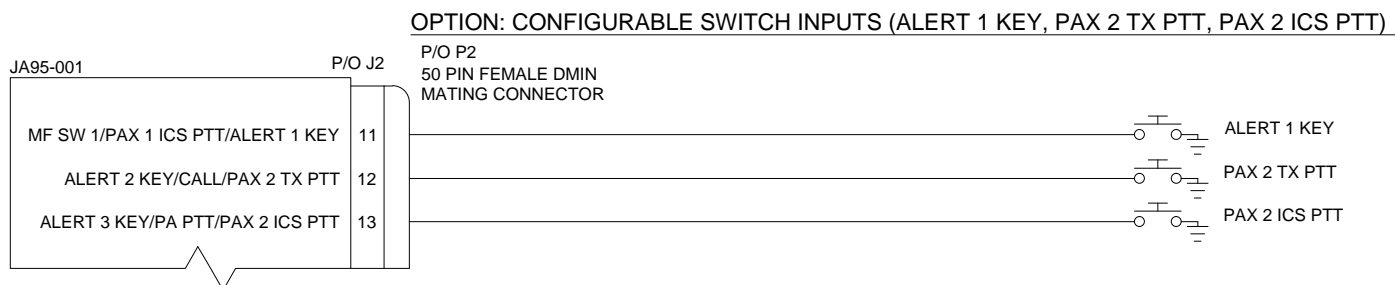 OPTION: CONFIGURABLE SWITCH INPUTS (ALERT 1 KEY, PAX 2 TX PTT, PAX 2 ICS PTT)
JA95-001
P/O J2
P/O P2
50 PIN FEMALE DMIN
MATING CONNECTOR
MF SW 1/PAX 1 ICS PTT/ALERT 1 KEY 11 ALERT 1 KEY
ALERT 2 KEY/CALL/PAX 2 TX PTT 12 PAX 2 TX PTT
ALERT 3 KEY/PA PTT/PAX 2 ICS PTT 13 PAX 2 ICS PTT